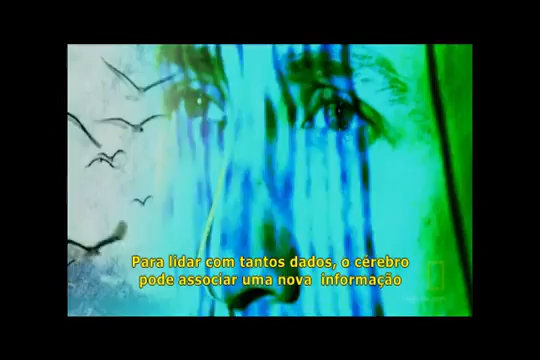 Para lidar com tantos dados, o cérebro
pode associar uma nova informação